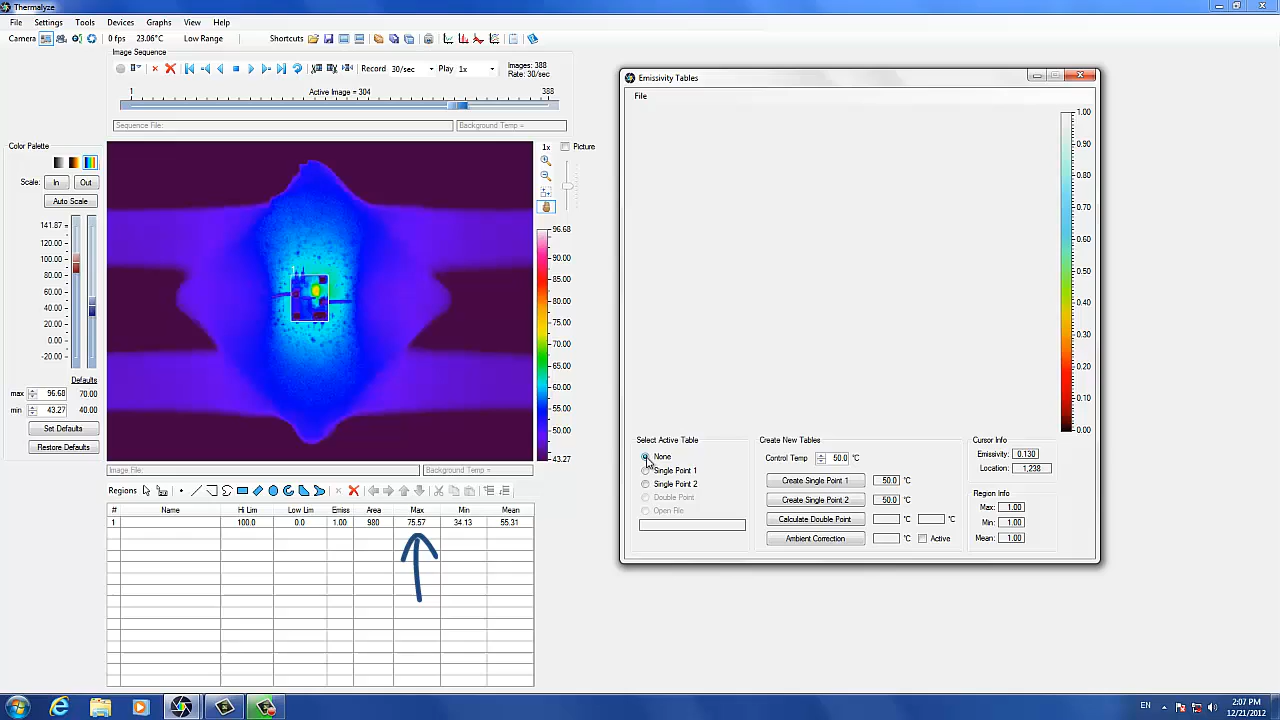 Thermalyze
File Settings Tools Devices Graphs View Help
Camera 0 fps 23.06°C Low Range Shortcuts
Image Sequence
Record 30/sec Play 1x Images: 388
Rate: 30/sec
1 Active Image = 304 388
Sequence File: Background Temp =
Color Palette
Scale: In Out
Auto Scale
141.87
120.00
100.00
80.00
60.00
40.00
20.00
0.00
-20.00
Defaults
max 96.68 70.00
min 43.27 40.00
Set Defaults
Restore Defaults
1
1x Picture
96.68
90.00
85.00
80.00
75.00
70.00
65.00
60.00
55.00
50.00
43.27
Image File: Background Temp =
Regions
# Name Hi Lim Low Lim Emiss Area Max Min Mean
1 100.0 0.0 1.00 980 75.57 34.13 55.31
Emissivity Tables
File
1.00
0.90
0.80
0.70
0.60
0.50
0.40
0.30
0.20
0.10
0.00
Select Active Table
None
Single Point 1
Single Point 2
Double Point
Open File
Create New Tables
Control Temp 50.0 °C
Create Single Point 1 50.0 °C
Create Single Point 2 50.0 °C
Calculate Double Point °C
Ambient Correction °C Active
Cursor Info
Emissivity: 0.130
Location: 1,238
Region Info
Max: 1.00
Min: 1.00
Mean: 1.00
EN 2:07 PM
12/21/2012